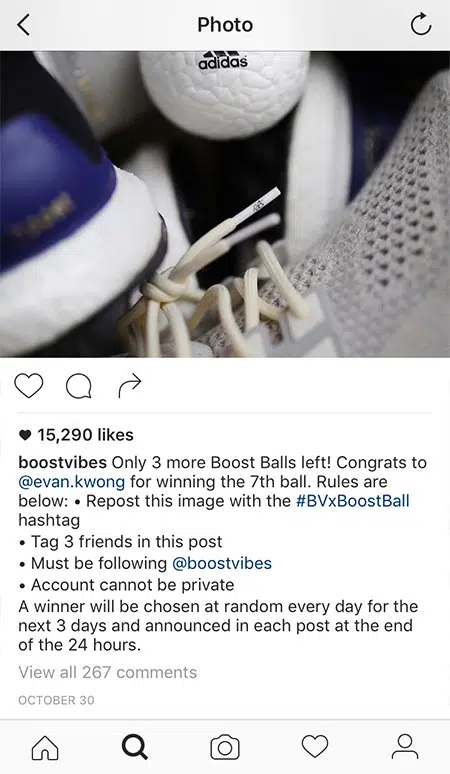 Photo
adidas
15,290 likes
boostvibes Only 3 more Boost Balls left! Congrats to
@evan.kwong for winning the 7th ball. Rules are
below: • Repost this image with the #BVxBoostBall
hashtag
• Tag 3 friends in this post
• Must be following @boostvibes
• Account cannot be private
A winner will be chosen at random every day for the
next 3 days and announced in each post at the end
of the 24 hours.
View all 267 comments
OCTOBER 30